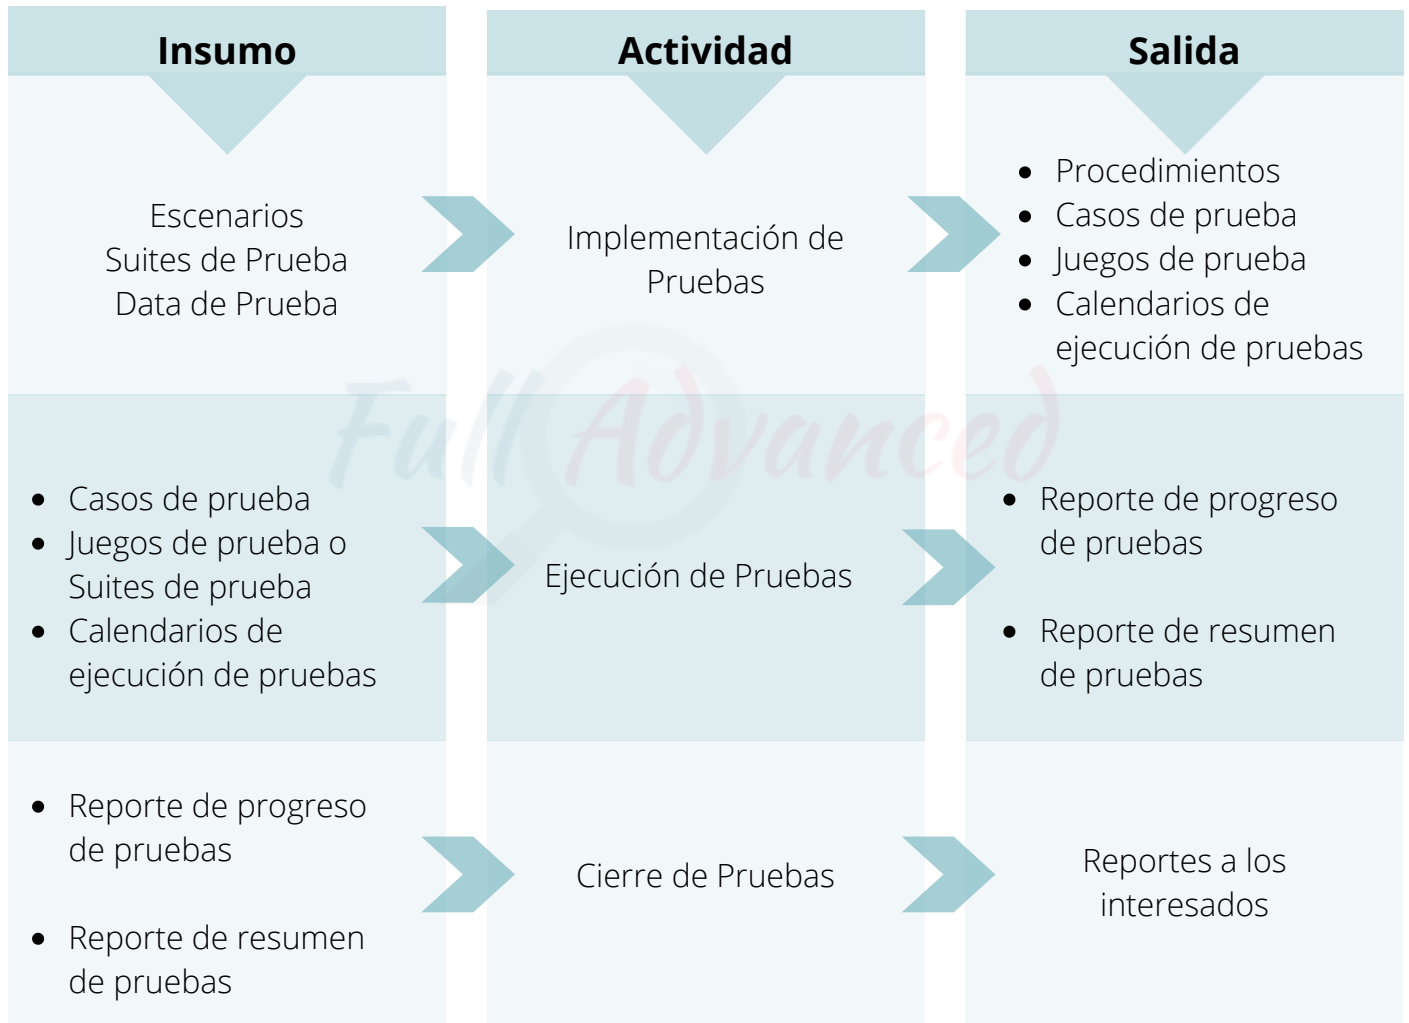 Insumo
Actividad
Salida
Escenarios
Suites de Prueba
Data de Prueba
Implementación de
Pruebas
• Procedimientos
• Casos de prueba
• Juegos de prueba
• Calendarios de
ejecución de pruebas
Full Advanced
• Casos de prueba
• Juegos de prueba o
Suites de prueba
• Calendarios de
ejecución de pruebas
Ejecución de Pruebas
• Reporte de progreso
de pruebas
• Reporte de resumen
de pruebas
• Reporte de progreso
de pruebas
• Reporte de resumen
de pruebas
Cierre de Pruebas
Reportes a los
interesados